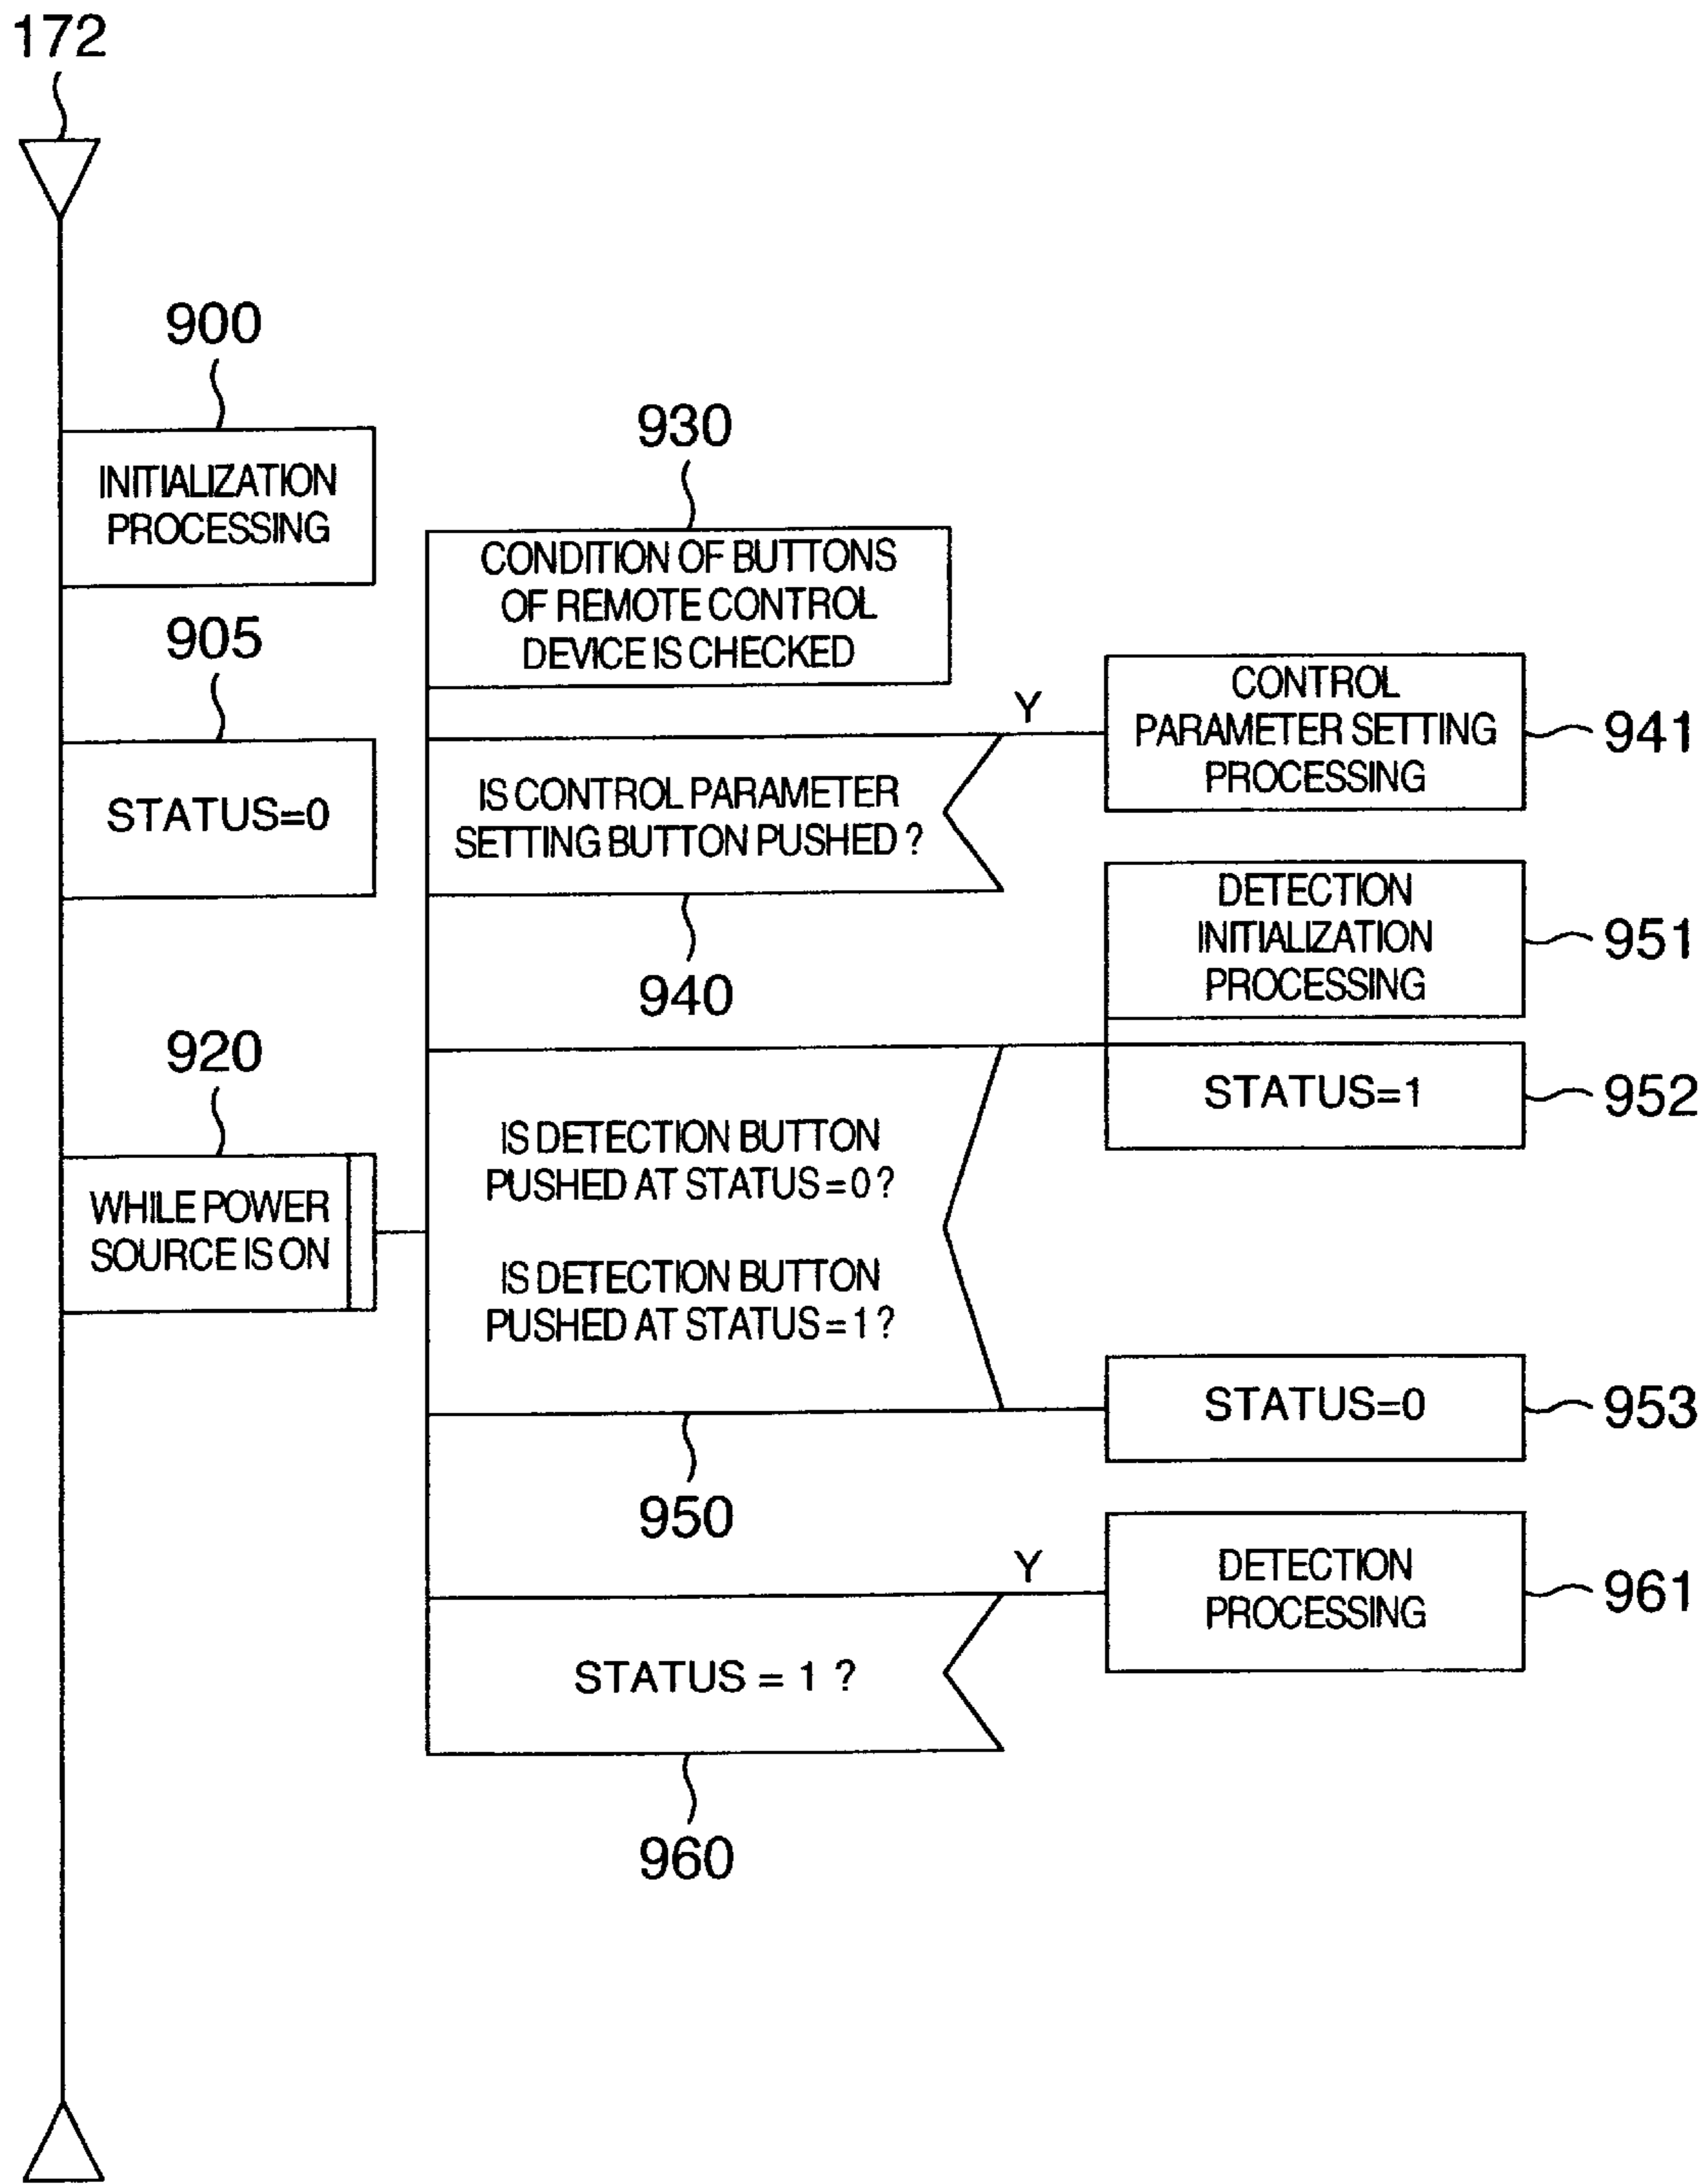 172
900
INITIALIZATION
PROCESSING
905
STATUS=0
920
WHILE POWER
SOURCE IS ON
930
CONDITION OF BUTTONS
OF REMOTE CONTROL
DEVICE IS CHECKED
Y
IS CONTROL PARAMETER
SETTING BUTTON PUSHED ?
940
CONTROL
PARAMETER SETTING
PROCESSING
941
DETECTION
INITIALIZATION
PROCESSING
951
STATUS=1
952
IS DETECTION BUTTON
PUSHED AT STATUS = 0 ?
IS DETECTION BUTTON
PUSHED AT STATUS = 1 ?
950
STATUS=0
953
Y
DETECTION
PROCESSING
961
STATUS = 1 ?
960